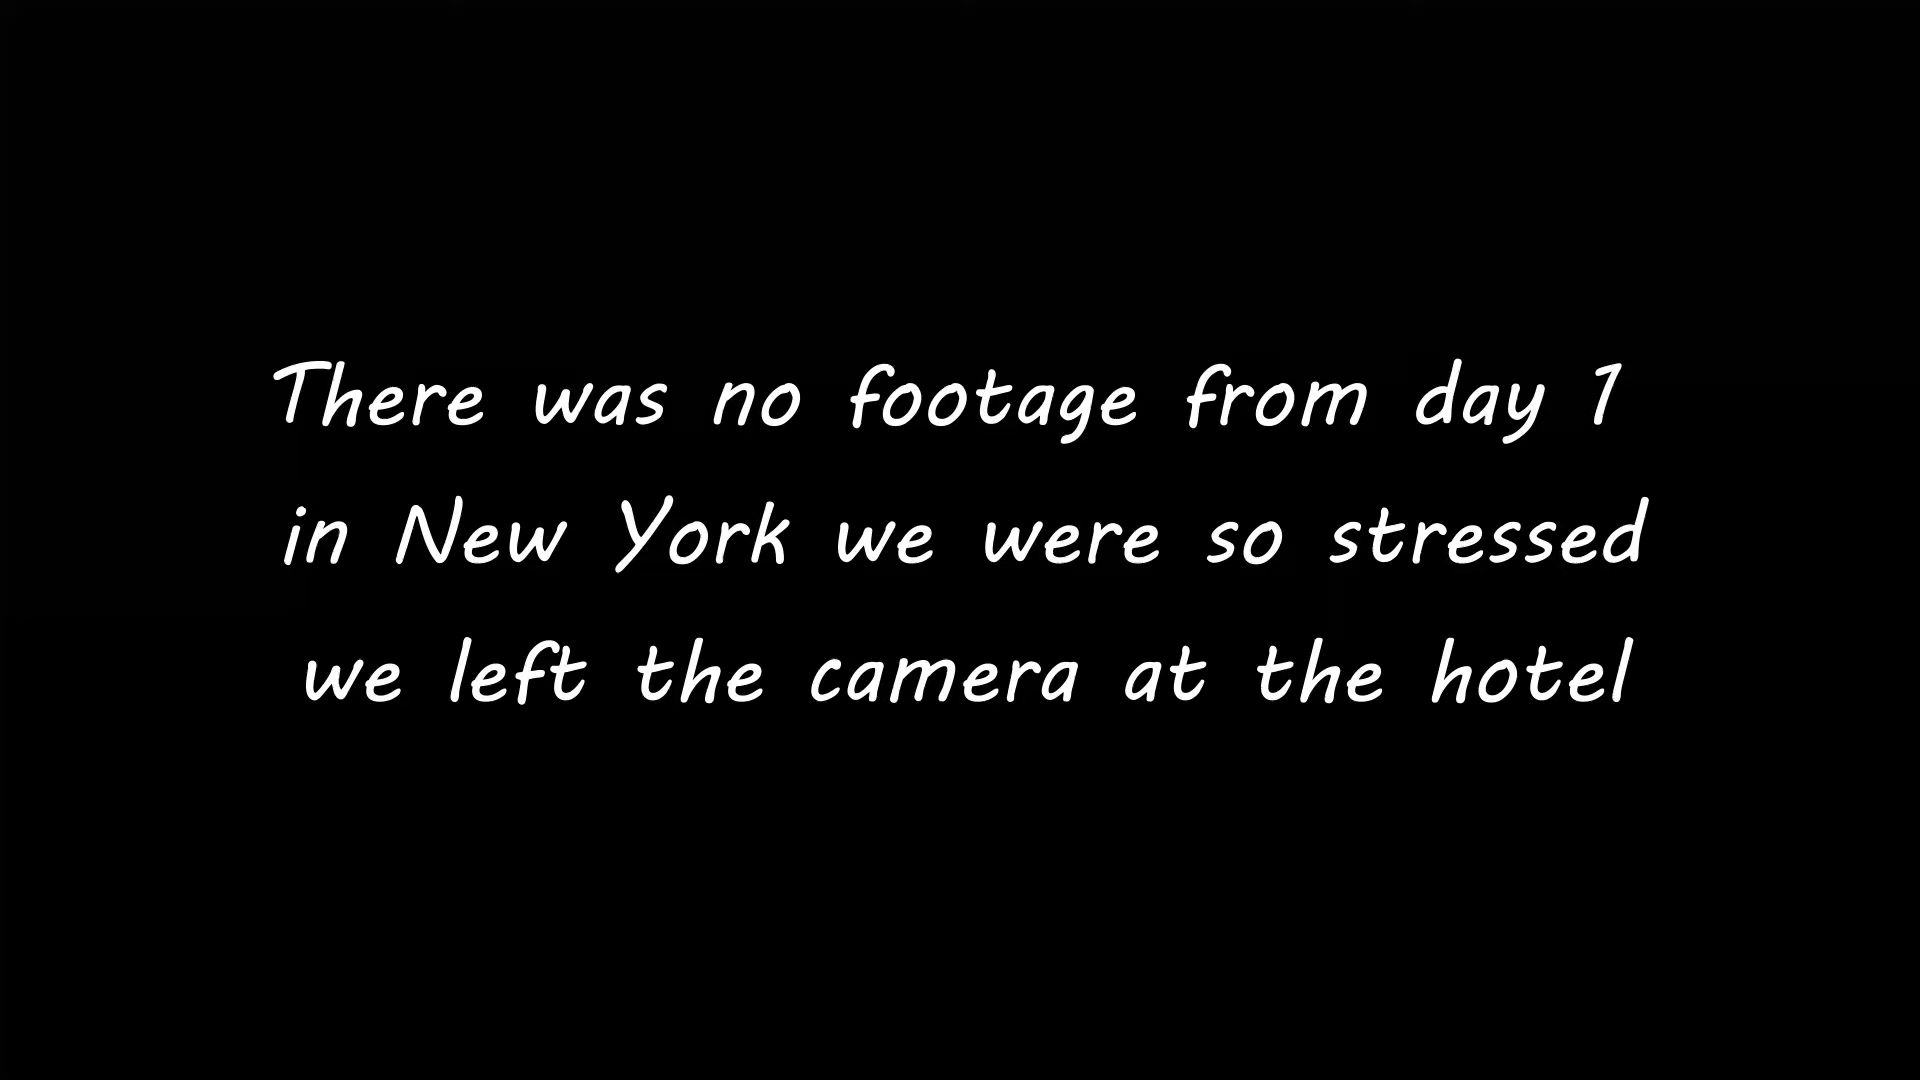 There was no footage from day 1
in New York we were so stressed
we left the camera at the hotel